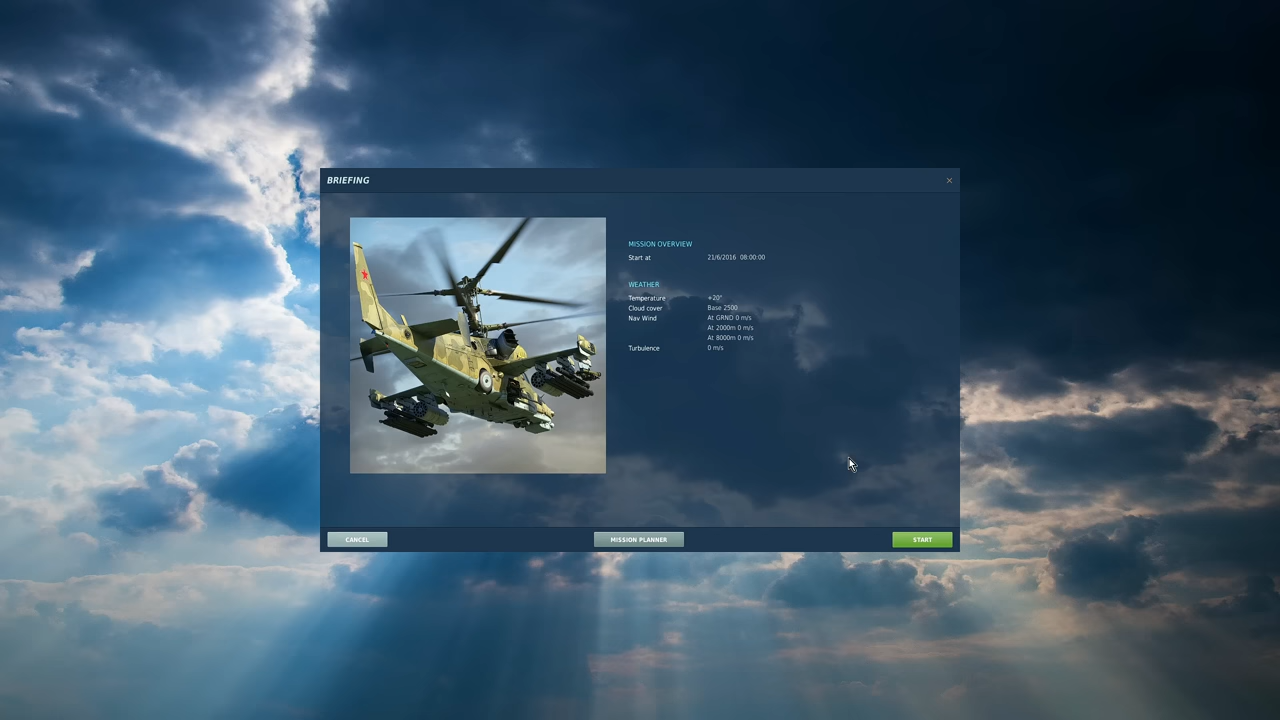 BRIEFING
MISSION OVERVIEW
Start at 21/6/2016 08:00:00
WEATHER
Temperature +20°
Cloud cover Base 2500
Nav Wind At GRND 0 m/s
At 2000m 0 m/s
At 8000m 0 m/s
Turbulence 0 m/s
CANCEL MISSION PLANNER START